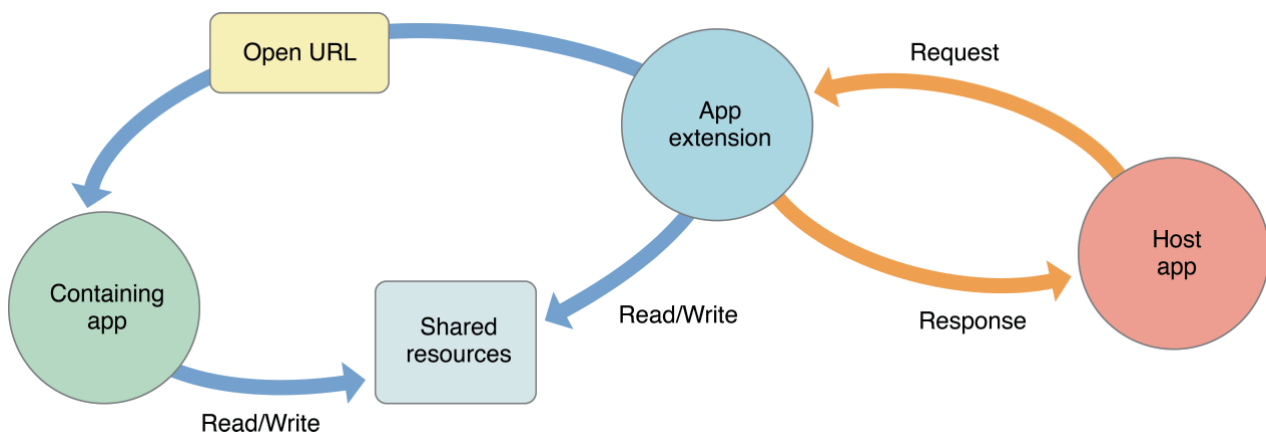 Open URL
Request
App
extension
Host
app
Containing
app
Shared
resources
Read/Write
Response
Read/Write